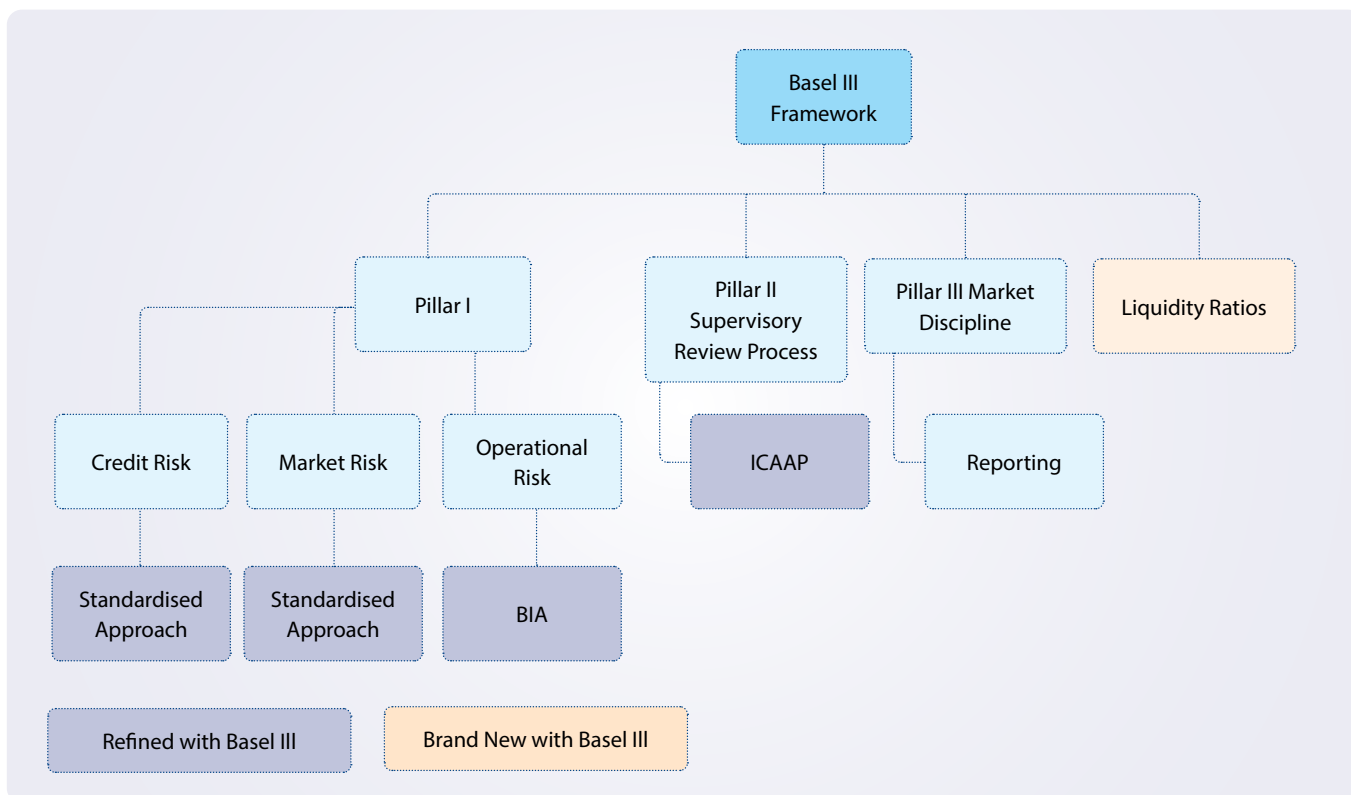 Basel III
Framework
Pillar I
Pillar II
Supervisory
Review Process
Pillar III Market
Discipline
Liquidity Ratios
Credit Risk
Market Risk
Operational
Risk
ICAAP
Reporting
Standardised
Approach
Standardised
Approach
BIA
Refined with Basel III
Brand New with Basel III